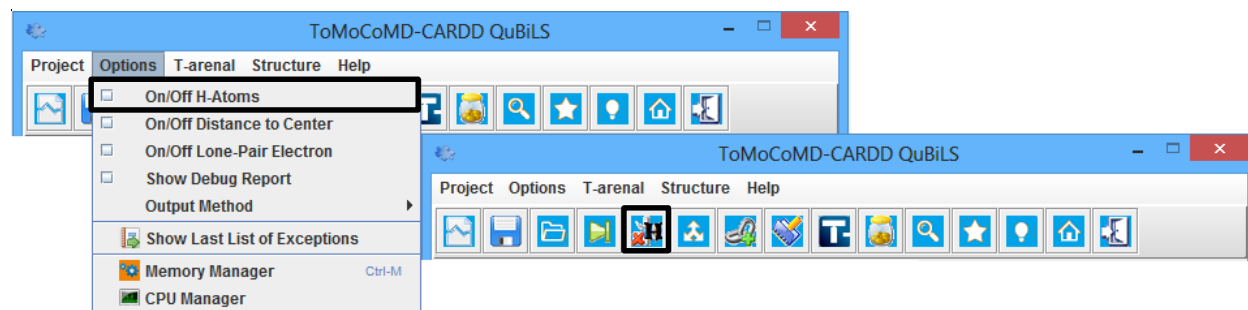 ToMoCoMD-CARDD QuBiLS
Project Options T-arenal Structure Help
On/Off H-Atoms
On/Off Distance to Center
On/Off Lone-Pair Electron
Show Debug Report
Output Method
Show Last List of Exceptions
Memory Manager Ctrl-M
CPU Manager
ToMoCoMD-CARDD QuBiLS
Project Options T-arenal Structure Help
H
T